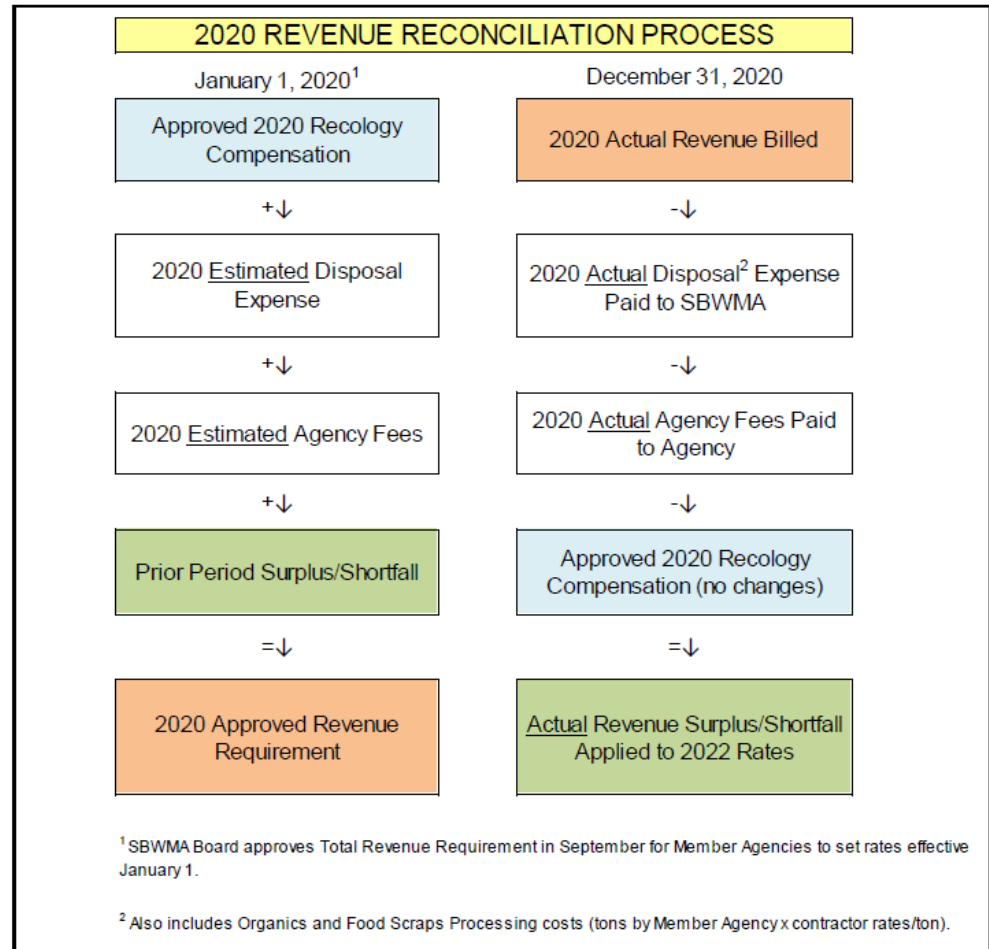 2020 REVENUE RECONCILIATION PROCESS
January 1, 2020¹
Approved 2020 Recology
Compensation
+↓
2020 Estimated Disposal
Expense
+↓
2020 Estimated Agency Fees
+↓
Prior Period Surplus/Shortfall
=↓
2020 Approved Revenue
Requirement
December 31, 2020
2020 Actual Revenue Billed
-↓
2020 Actual Disposal² Expense
Paid to SBWMA
-↓
2020 Actual Agency Fees Paid
to Agency
-↓
Approved 2020 Recology
Compensation (no changes)
=↓
Actual Revenue Surplus/Shortfall
Applied to 2022 Rates
¹ SBWMA Board approves Total Revenue Requirement in September for Member Agencies to set rates effective
January 1.
² Also includes Organics and Food Scraps Processing costs (tons by Member Agency x contractor rates/ton).